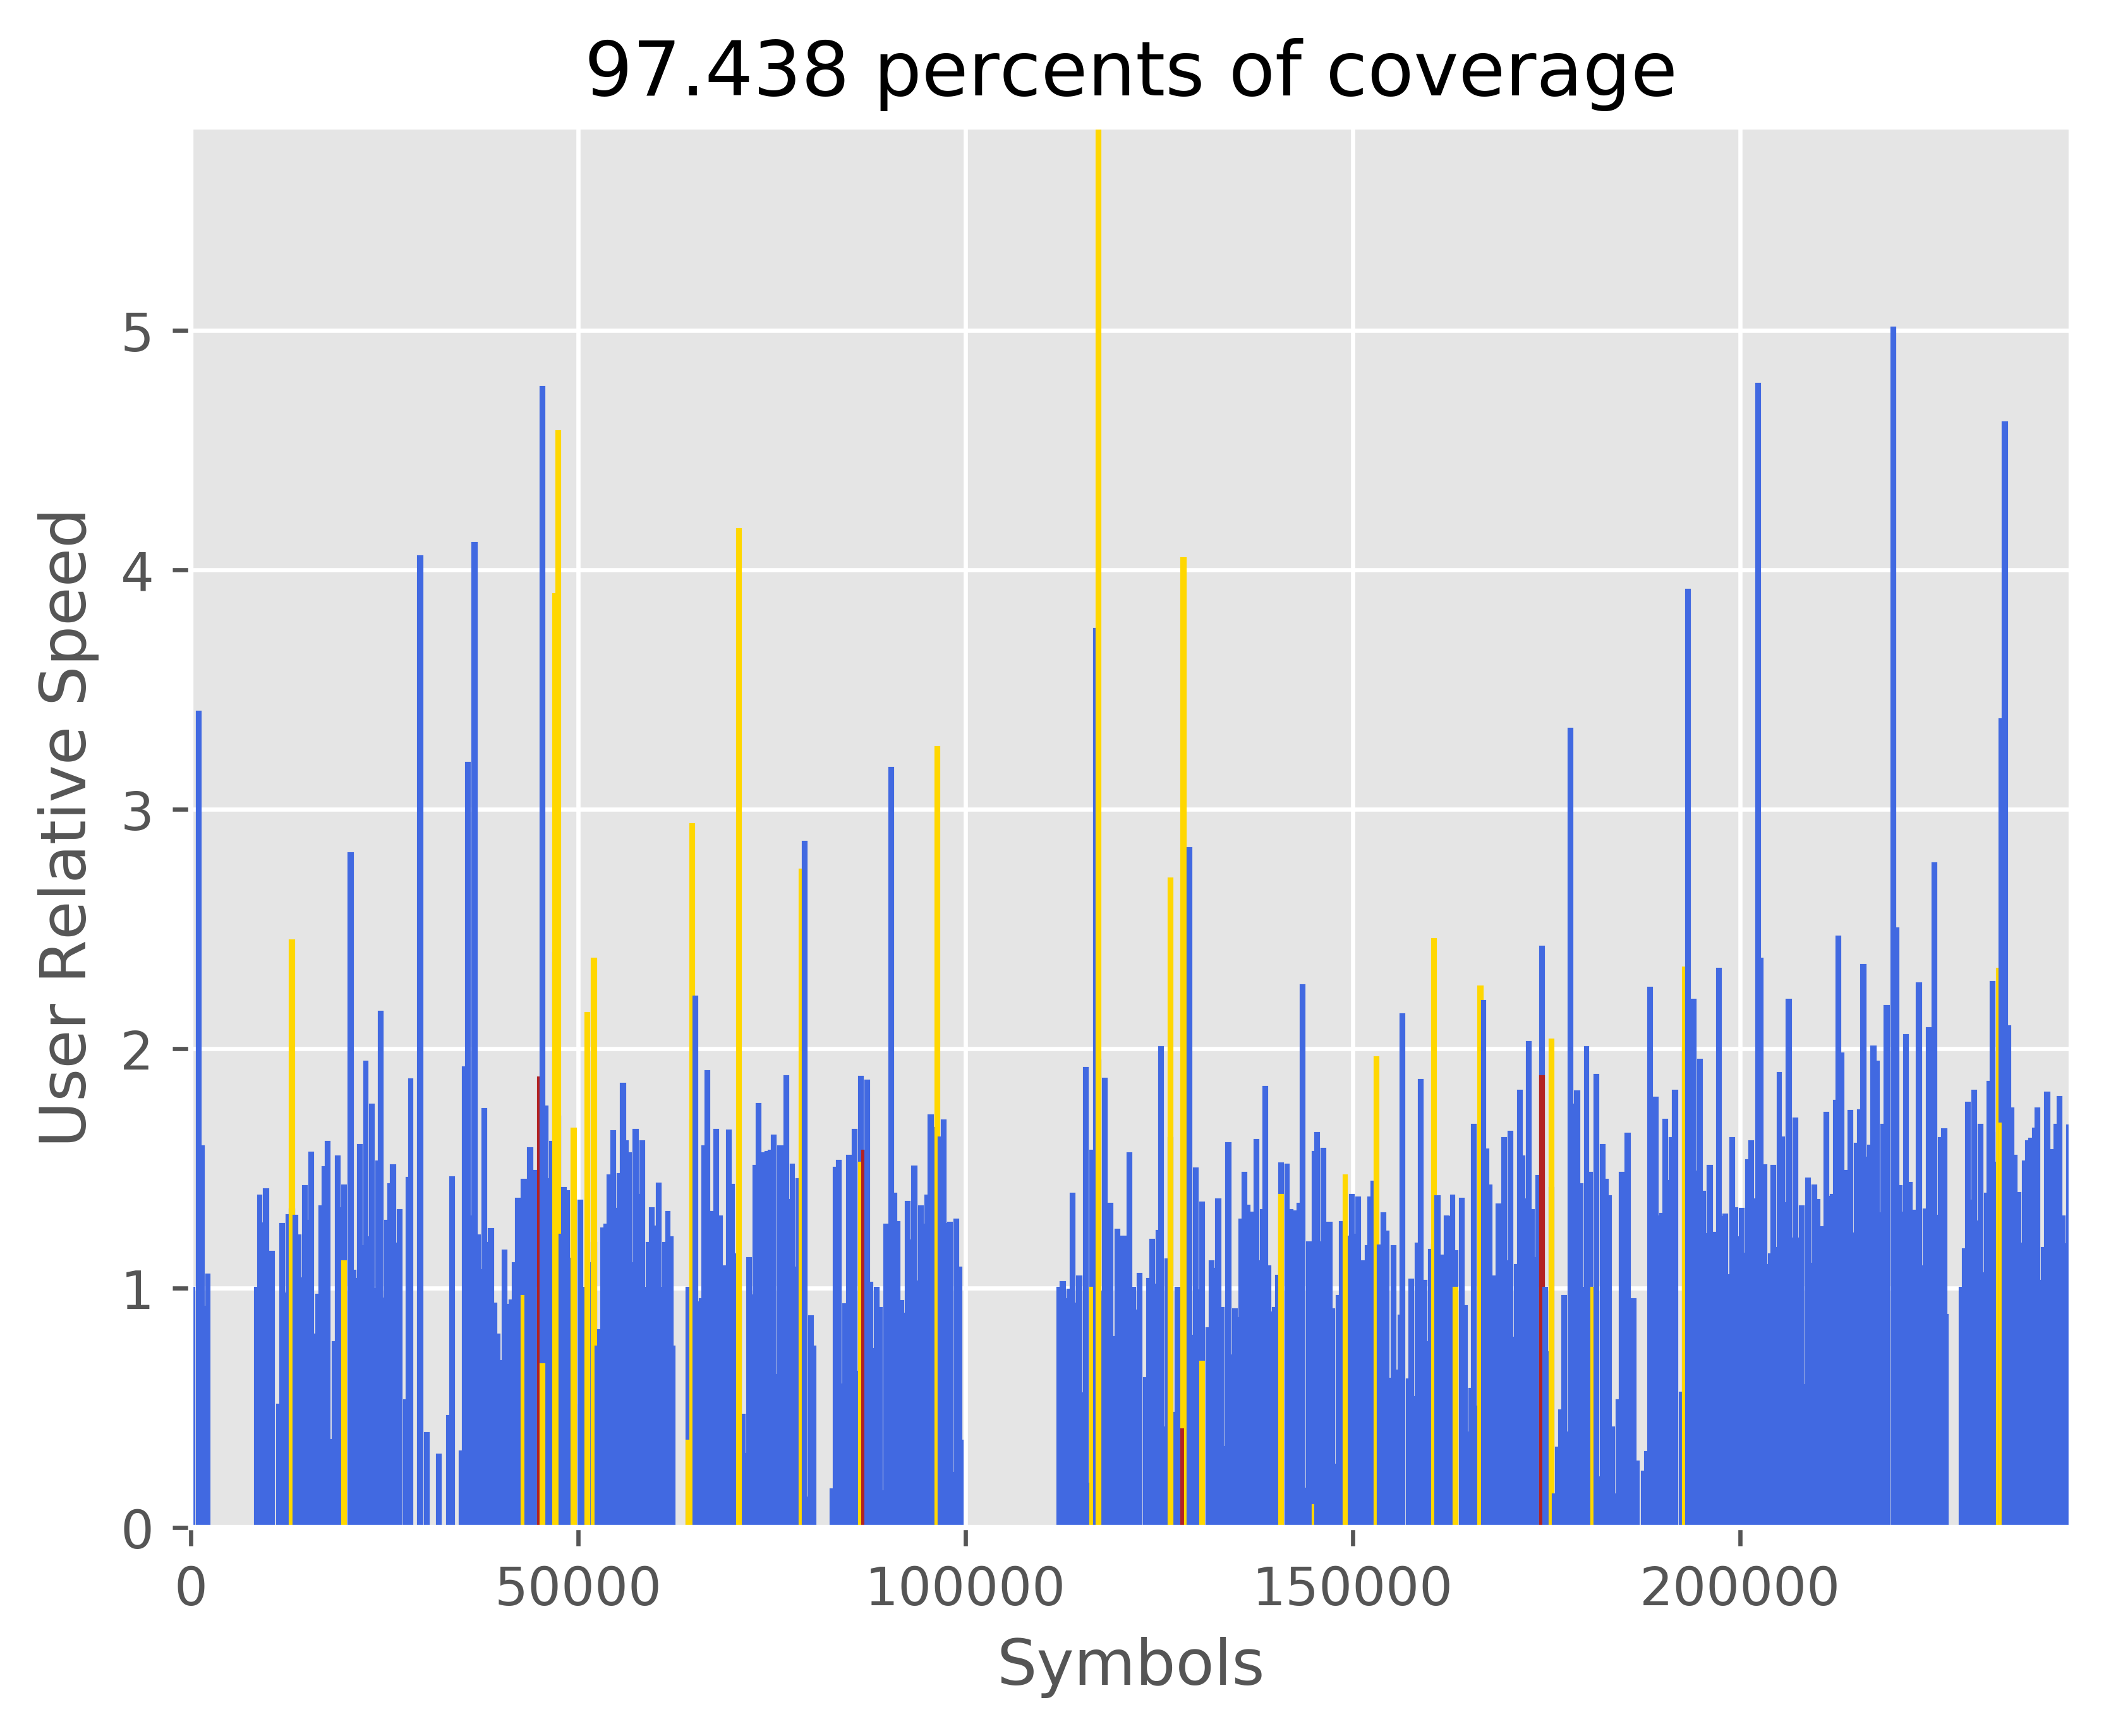 97.438 percents of coverage
User Relative Speed
5
4
3
2
1
0
0 50000 100000 150000 200000
Symbols